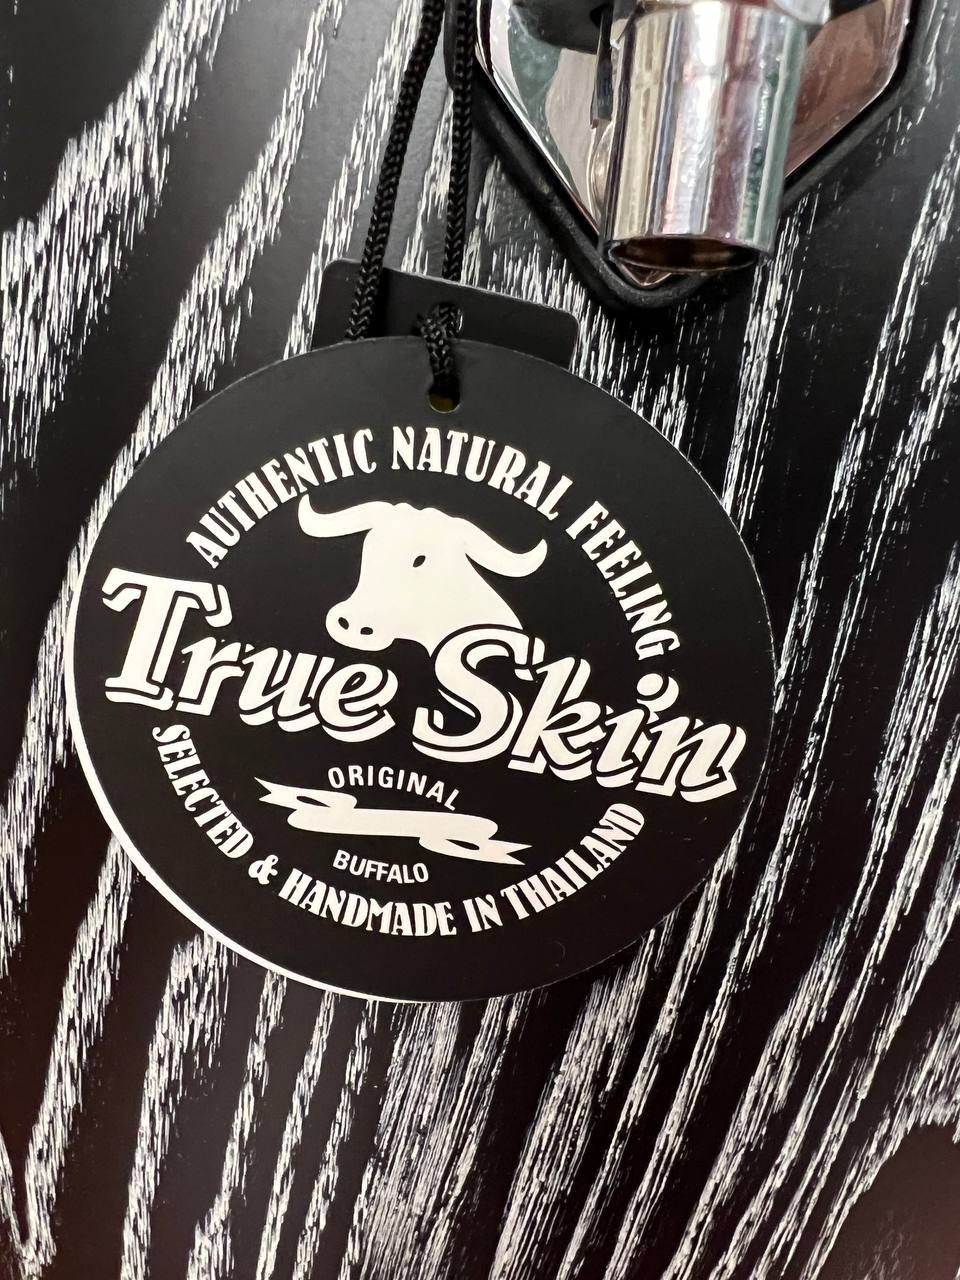 AUTHENTIC NATURAL FEELING
True Skin
ORIGINAL
BUFFALO
SELECTED & HANDMADE IN THAILAND